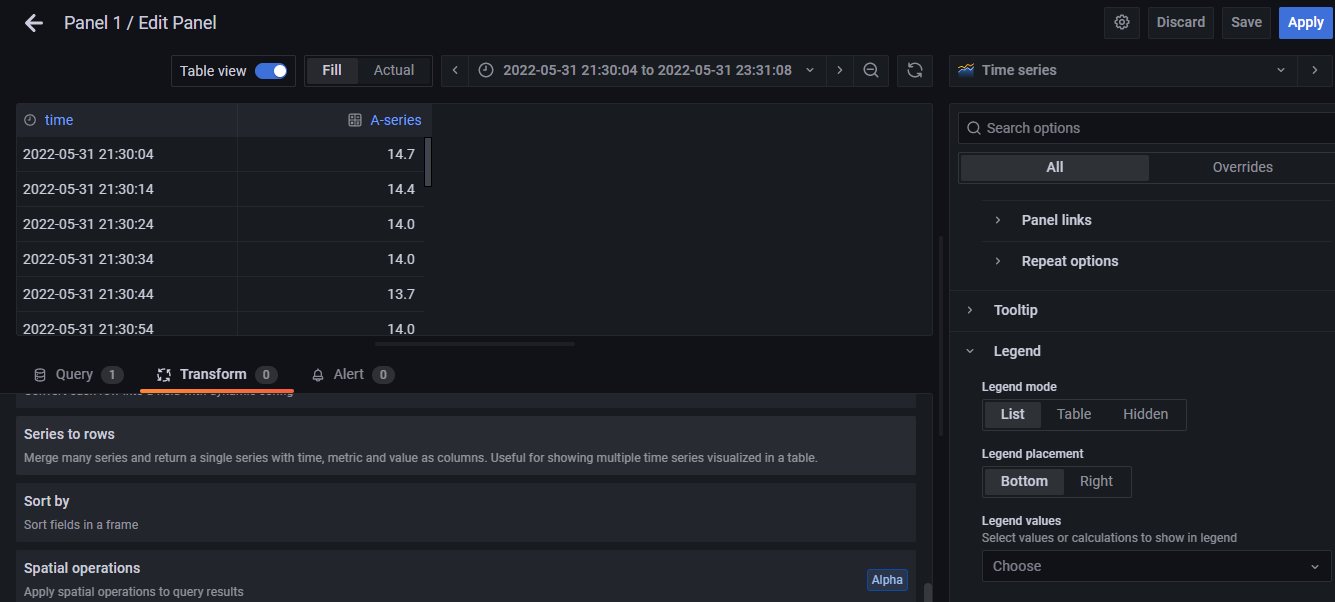 Panel 1 / Edit Panel
Discard
Save
Apply
Table view
Fill
Actual
2022-05-31 21:30:04 to 2022-05-31 23:31:08
Time series
time
A-series
2022-05-31 21:30:04
14.7
2022-05-31 21:30:14
14.4
2022-05-31 21:30:24
14.0
2022-05-31 21:30:34
14.0
2022-05-31 21:30:44
13.7
2022-05-31 21:30:54
14.0
Query 1
Transform 0
Alert 0
Convert each row into a field with dynamic config
Series to rows
Merge many series and return a single series with time, metric and value as columns. Useful for showing multiple time series visualized in a table.
Sort by
Sort fields in a frame
Spatial operations
Apply spatial operations to query results
Alpha
Search options
All
Overrides
Panel links
Repeat options
Tooltip
Legend
Legend mode
List
Table
Hidden
Legend placement
Bottom
Right
Legend values
Select values or calculations to show in legend
Choose